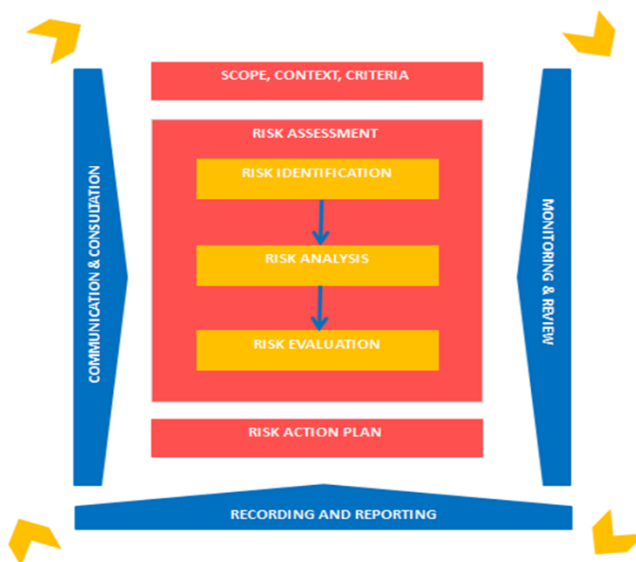 SCOPE, CONTEXT, CRITERIA
RISK ASSESSMENT
RISK IDENTIFICATION
RISK ANALYSIS
RISK EVALUATION
RISK ACTION PLAN
COMMUNICATION & CONSULTATION
MONITORING & REVIEW
RECORDING AND REPORTING